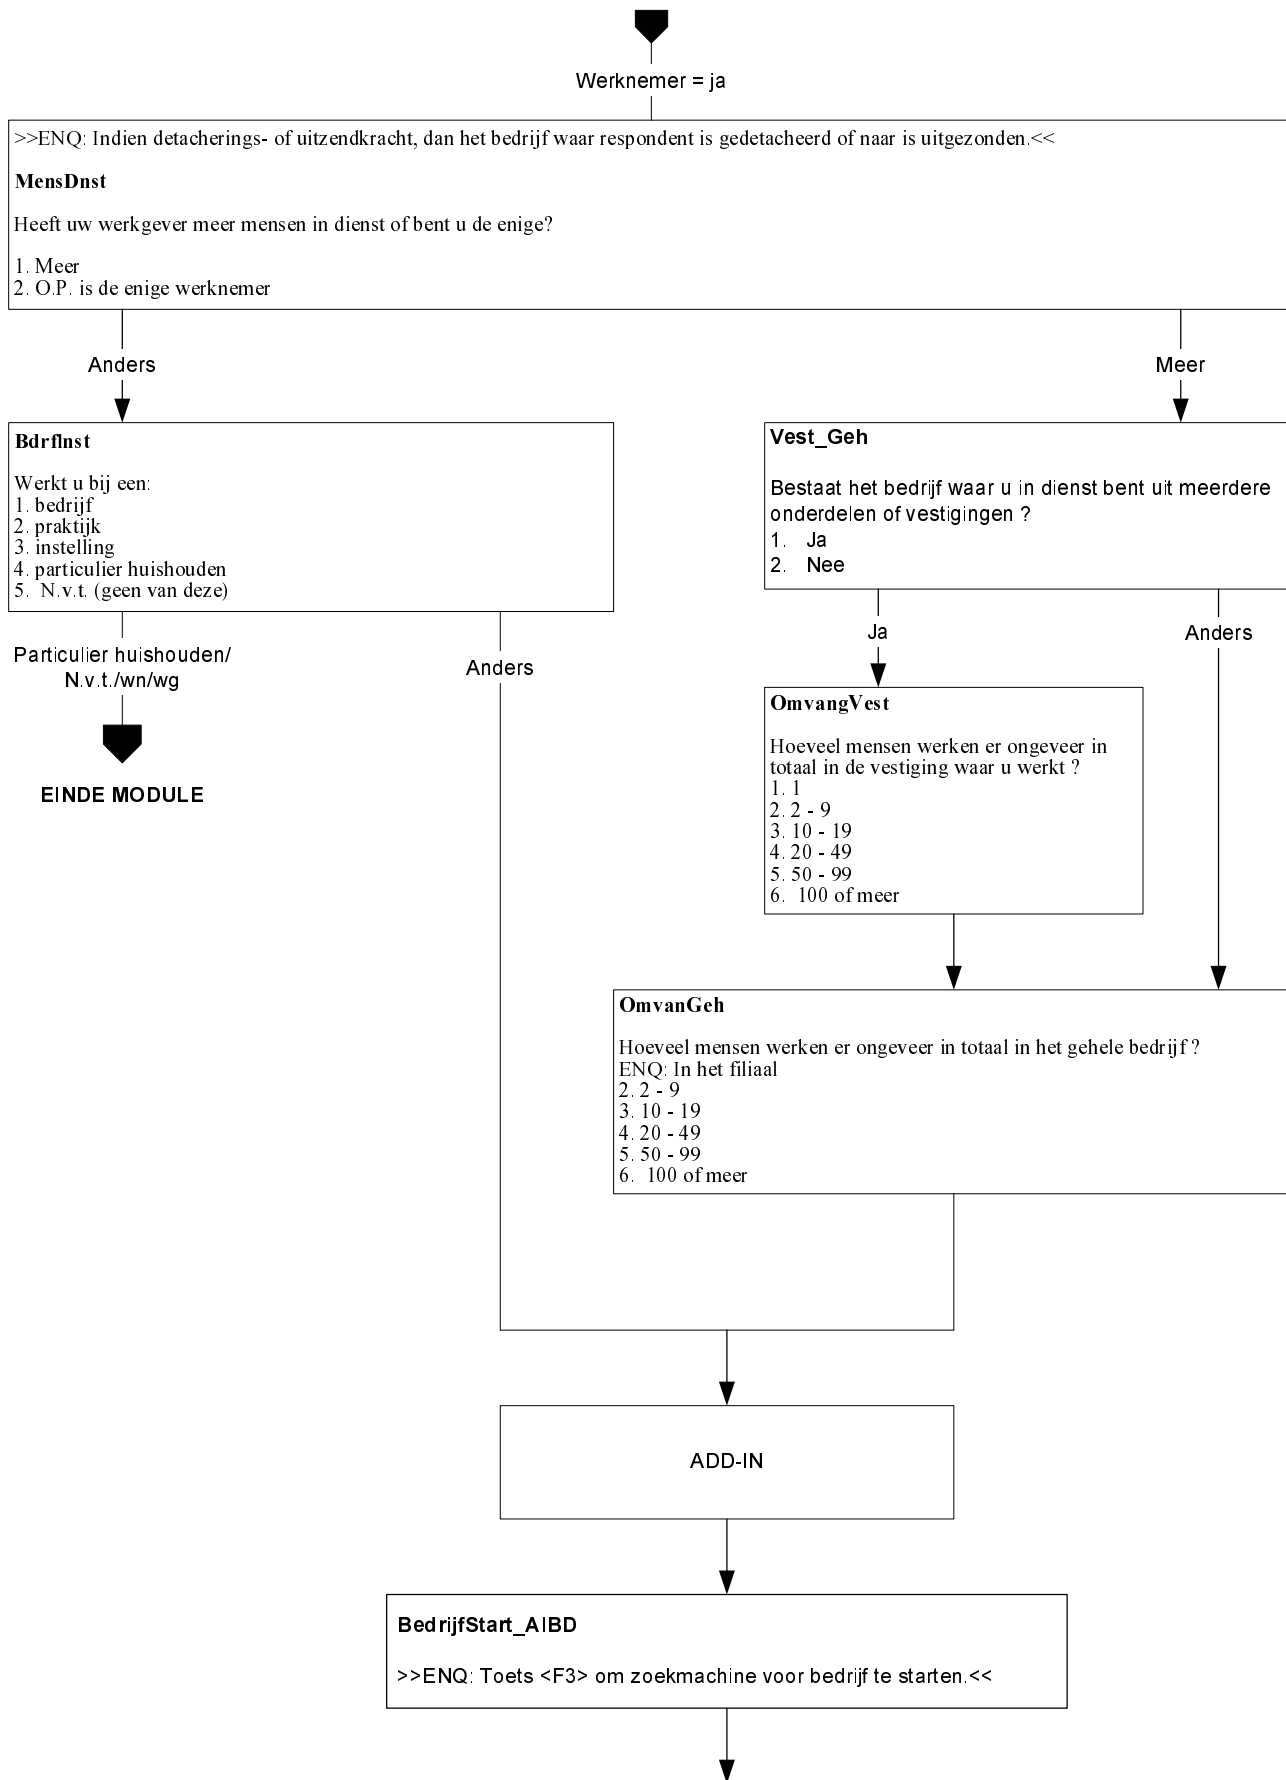 Werknemer = ja
>>ENQ: Indien detacherings- of uitzendkracht, dan het bedrijf waar respondent is gedetacheerd of naar is uitgezonden.<<
MensDnst
Heeft uw werkgever meer mensen in dienst of bent u de enige?
1. Meer
2. O.P. is de enige werknemer
Anders
Meer
BdrfInst
Werkt u bij een:
1. bedrijf
2. praktijk
3. instelling
4. particulier huishouden
5. N.v.t. (geen van deze)
Vest_Geh
Bestaat het bedrijf waar u in dienst bent uit meerdere
onderdelen of vestigingen ?
1. Ja
2. Nee
Particulier huishouden/
N.v.t./wn/wg
Anders
Ja
Anders
EINDE MODULE
OmvangVest
Hoeveel mensen werken er ongeveer in
totaal in de vestiging waar u werkt ?
1. 1
2. 2 - 9
3. 10 - 19
4. 20 - 49
5. 50 - 99
6. 100 of meer
OmvanGeh
Hoeveel mensen werken er ongeveer in totaal in het gehele bedrijf ?
ENQ: In het filiaal
2. 2 - 9
3. 10 - 19
4. 20 - 49
5. 50 - 99
6. 100 of meer
ADD-IN
BedrijfStart_AIBD
>>ENQ: Toets <F3> om zoekmachine voor bedrijf te starten.<<